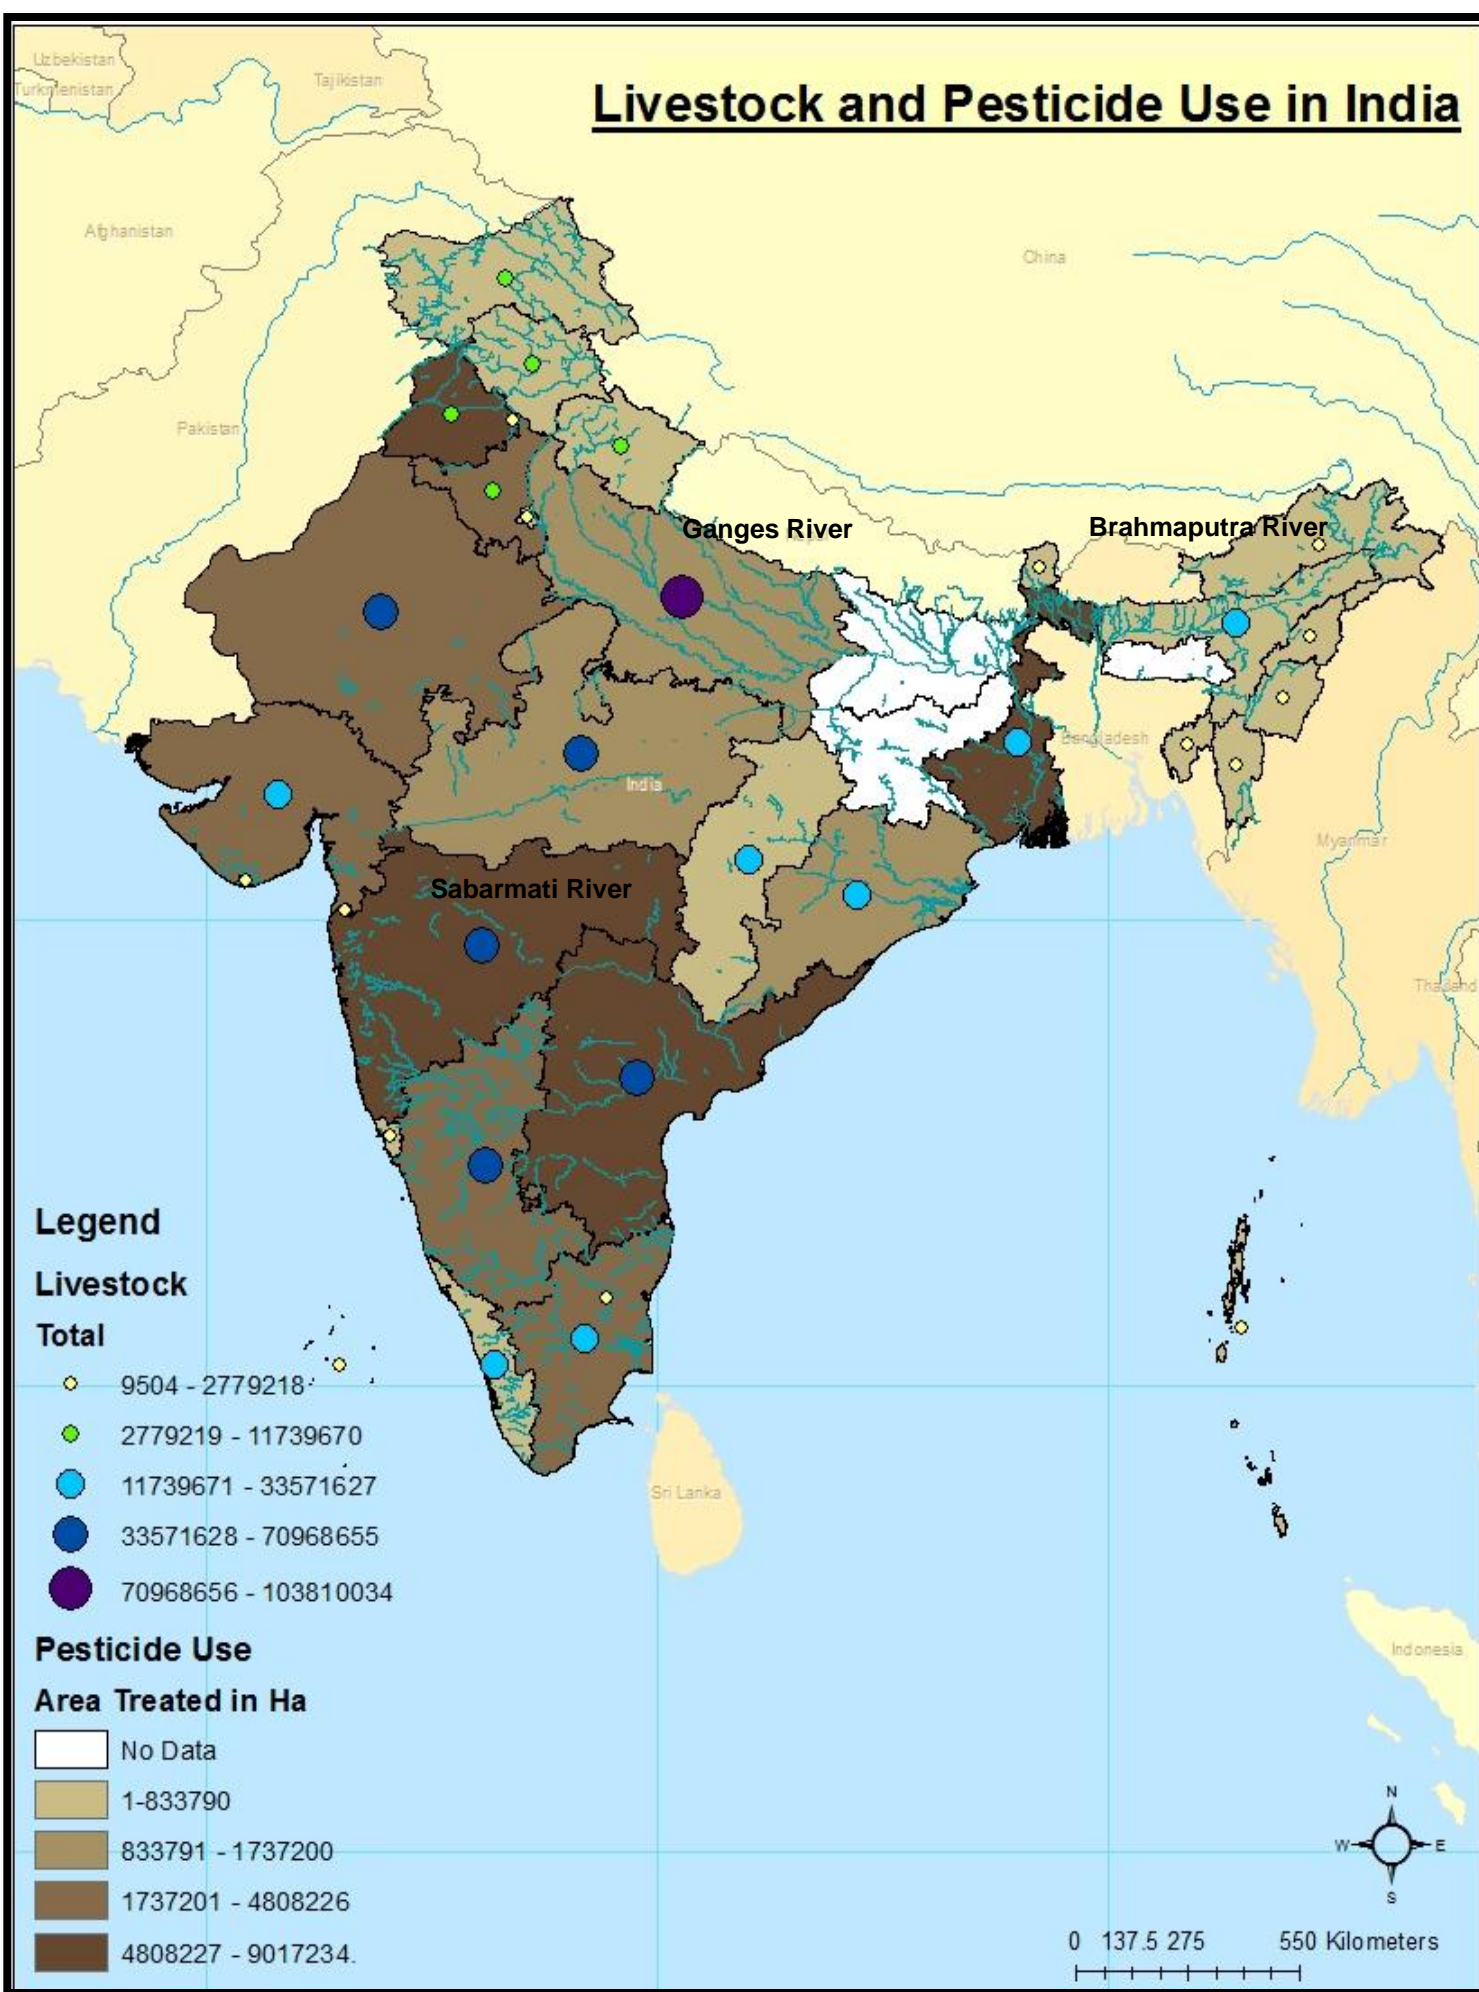 Uzbekistan
Turkmenistan
Tajikistan
Livestock and Pesticide Use in India
Afghanistan
China
Pakistan
Ganges River
Brahmaputra River
Bangladesh
India
Myanmar
Sabarmati River
Thailand
Legend
Livestock
Total
9504 - 2779218
2779219 - 11739670
11739671 - 33571627
33571628 - 70968655
70968656 - 103810034
Sri Lanka
Indonesia
Pesticide Use
Area Treated in Ha
No Data
1-833790
833791 - 1737200
1737201 - 4808226
4808227 - 9017234.
N
W E
S
0 137.5 275 550 Kilometers